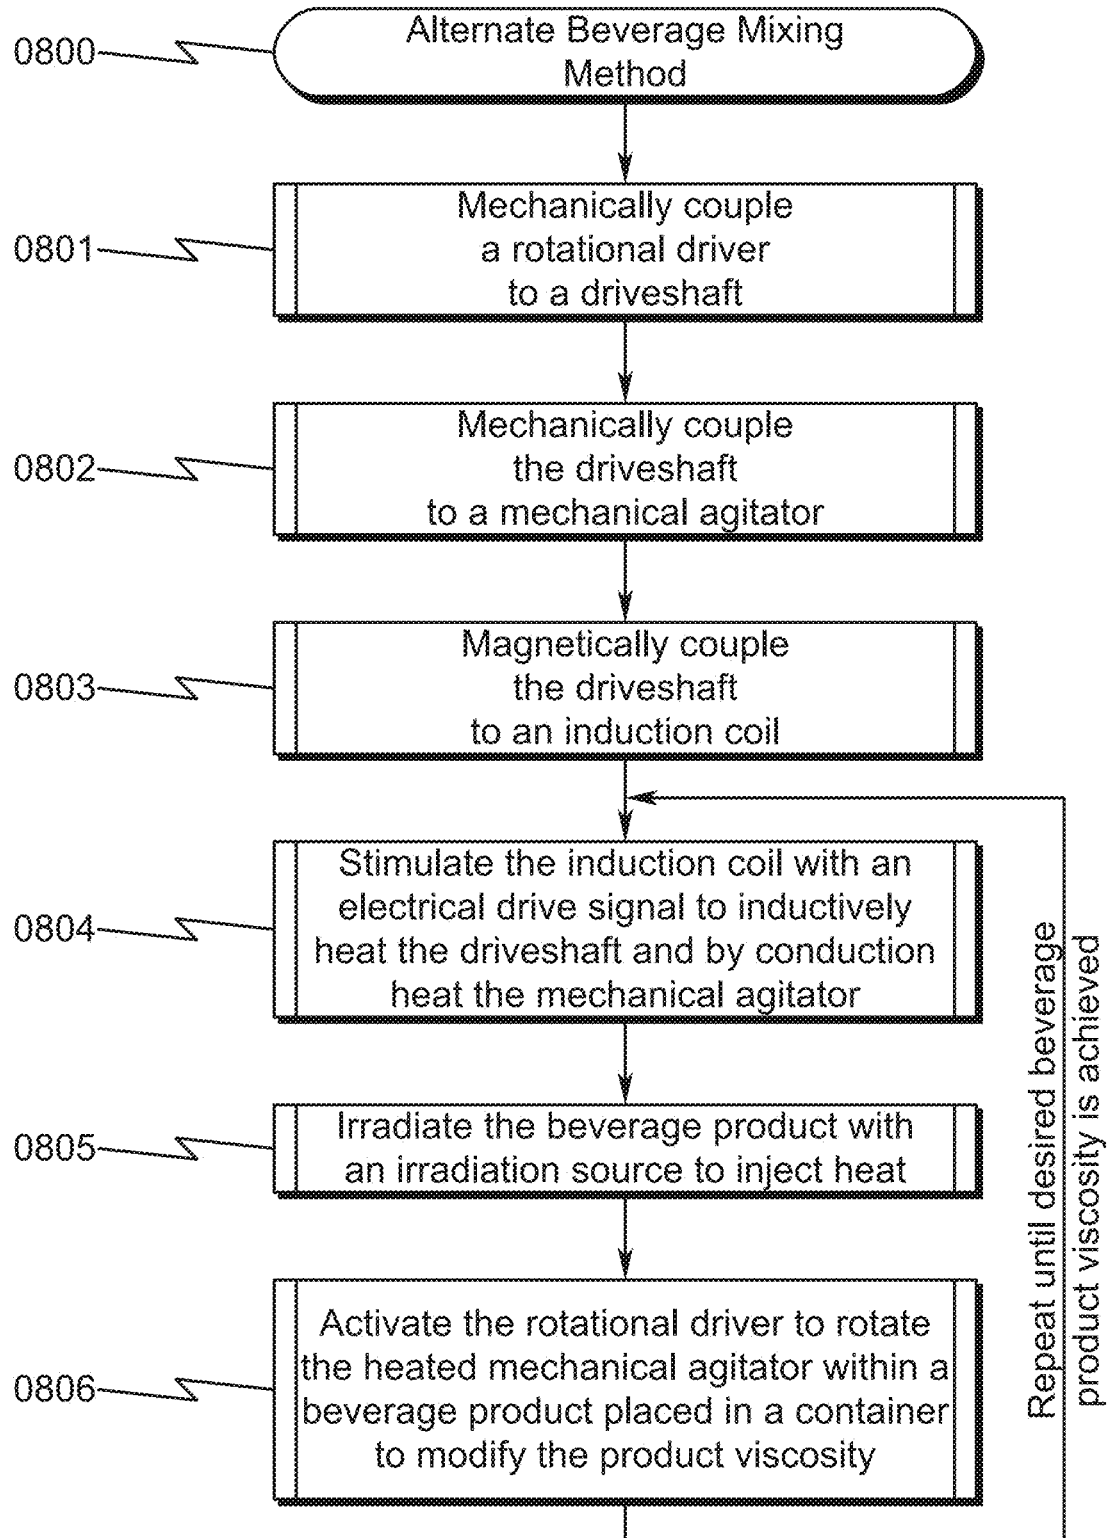 0800
Alternate Beverage Mixing
Method
0801
Mechanically couple
a rotational driver
to a driveshaft
0802
Mechanically couple
the driveshaft
to a mechanical agitator
0803
Magnetically couple
the driveshaft
to an induction coil
0804
Stimulate the induction coil with an
electrical drive signal to inductively
heat the driveshaft and by conduction
heat the mechanical agitator
0805
Irradiate the beverage product with
an irradiation source to inject heat
0806
Activate the rotational driver to rotate
the heated mechanical agitator within a
beverage product placed in a container
to modify the product viscosity
Repeat until desired beverage
product viscosity is achieved